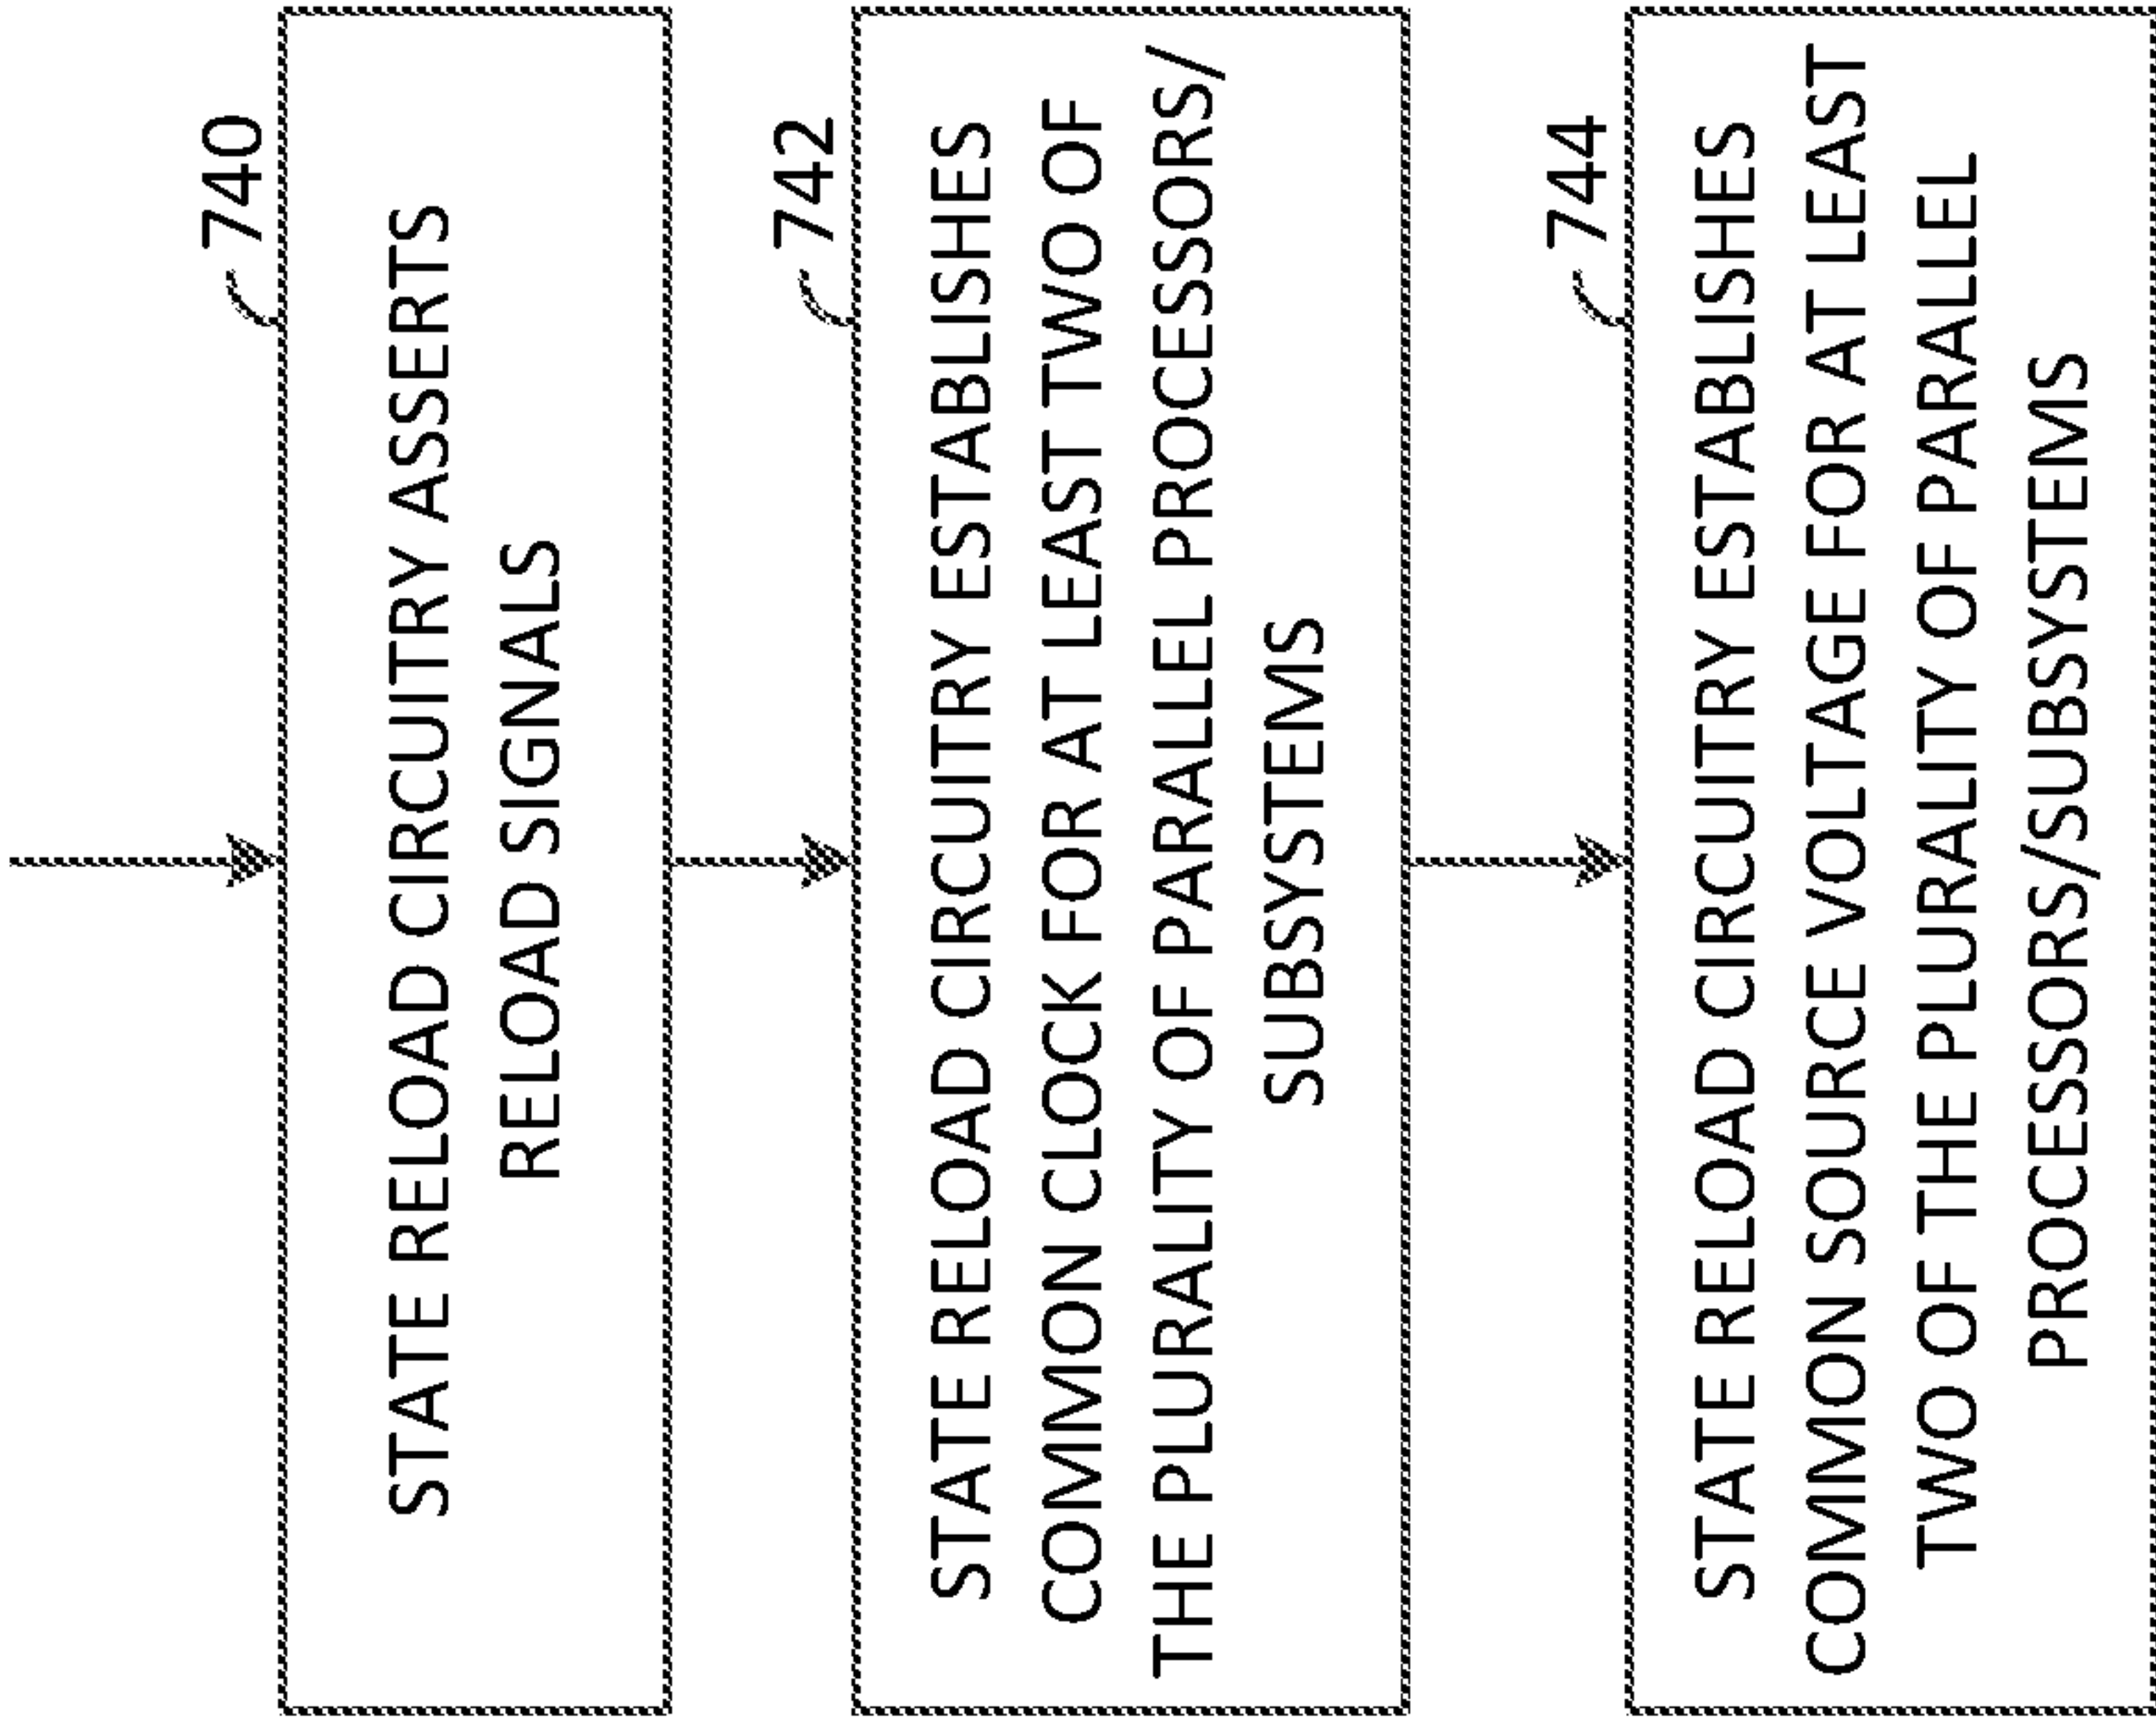 740
STATE RELOAD CIRCUITRY ASSERTS
RELOAD SIGNALS
742
STATE RELOAD CIRCUITRY ESTABLISHES
COMMON CLOCK FOR AT LEAST TWO OF
THE PLURALITY OF PARALLEL PROCESSORS/
SUBSYSTEMS
744
STATE RELOAD CIRCUITRY ESTABLISHES
COMMON SOURCE VOLTAGE FOR AT LEAST
TWO OF THE PLURALITY OF PARALLEL
PROCESSORS/SUBSYSTEMS